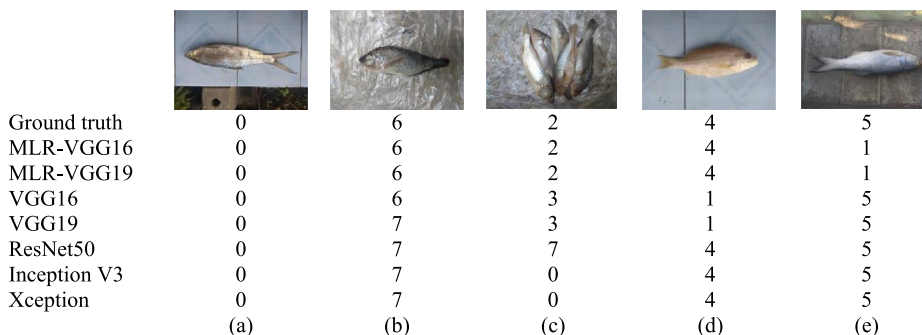 Ground truth 0 6 2 4 5
MLR-VGG16 0 6 2 4 1
MLR-VGG19 0 6 2 4 1
VGG16 0 6 3 1 5
VGG19 0 7 3 1 5
ResNet50 0 7 7 4 5
Inception V3 0 7 0 4 5
Xception 0 7 0 4 5
(a) (b) (c) (d) (e)